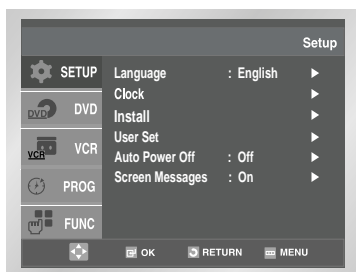 Setup
SETUP
DVD
DVD
VCR
VCR
PROG
FUNC
Language : English ▶
Clock ▶
Install ▶
User Set ▶
Auto Power Off : Off ▶
Screen Messages : On ▶
OK RETURN MENU